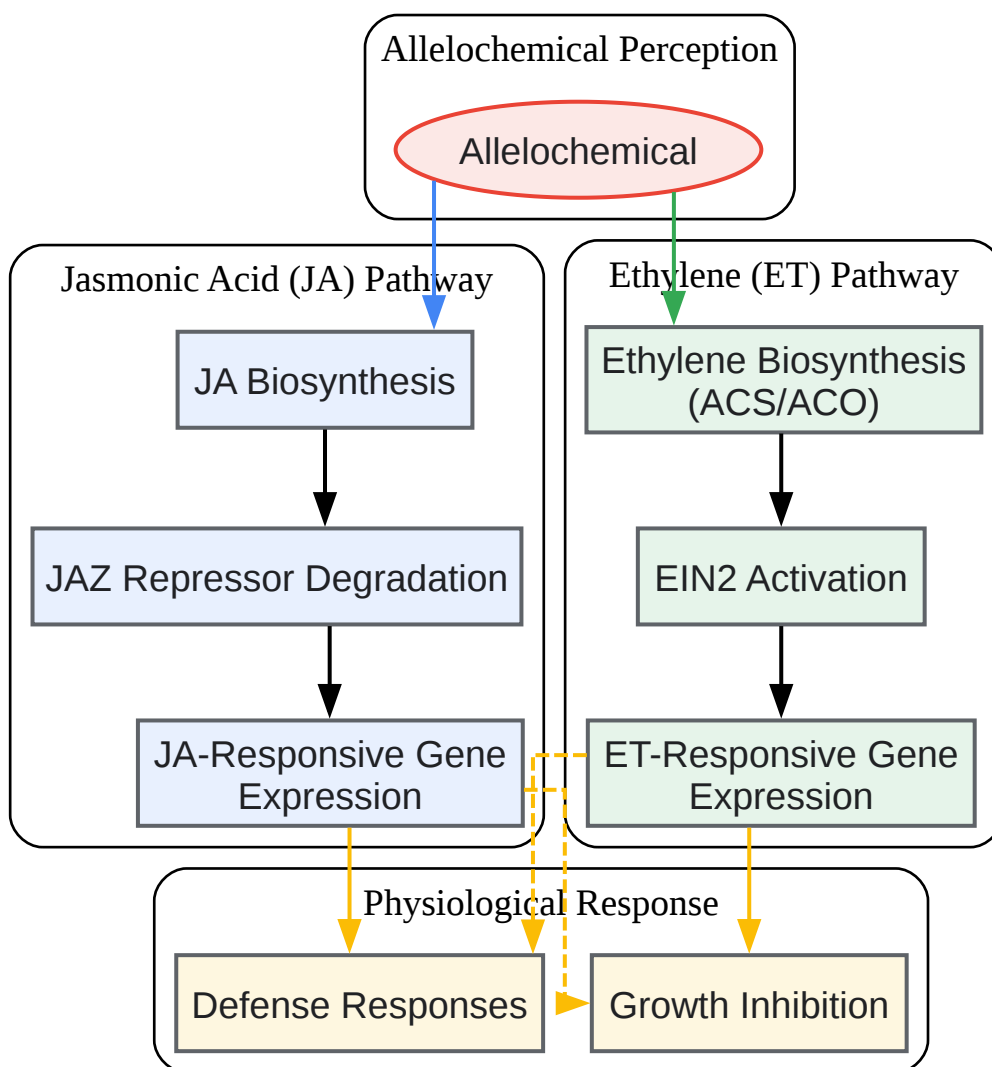 Allelochemical Perception
Allelochemical
Jasmonic Acid (JA) Pathway
JA Biosynthesis
JAZ Repressor Degradation
JA-Responsive Gene
Expression
Ethylene (ET) Pathway
Ethylene Biosynthesis
(ACS/ACO)
EIN2 Activation
ET-Responsive Gene
Expression
Physiological Response
Defense Responses
Growth Inhibition